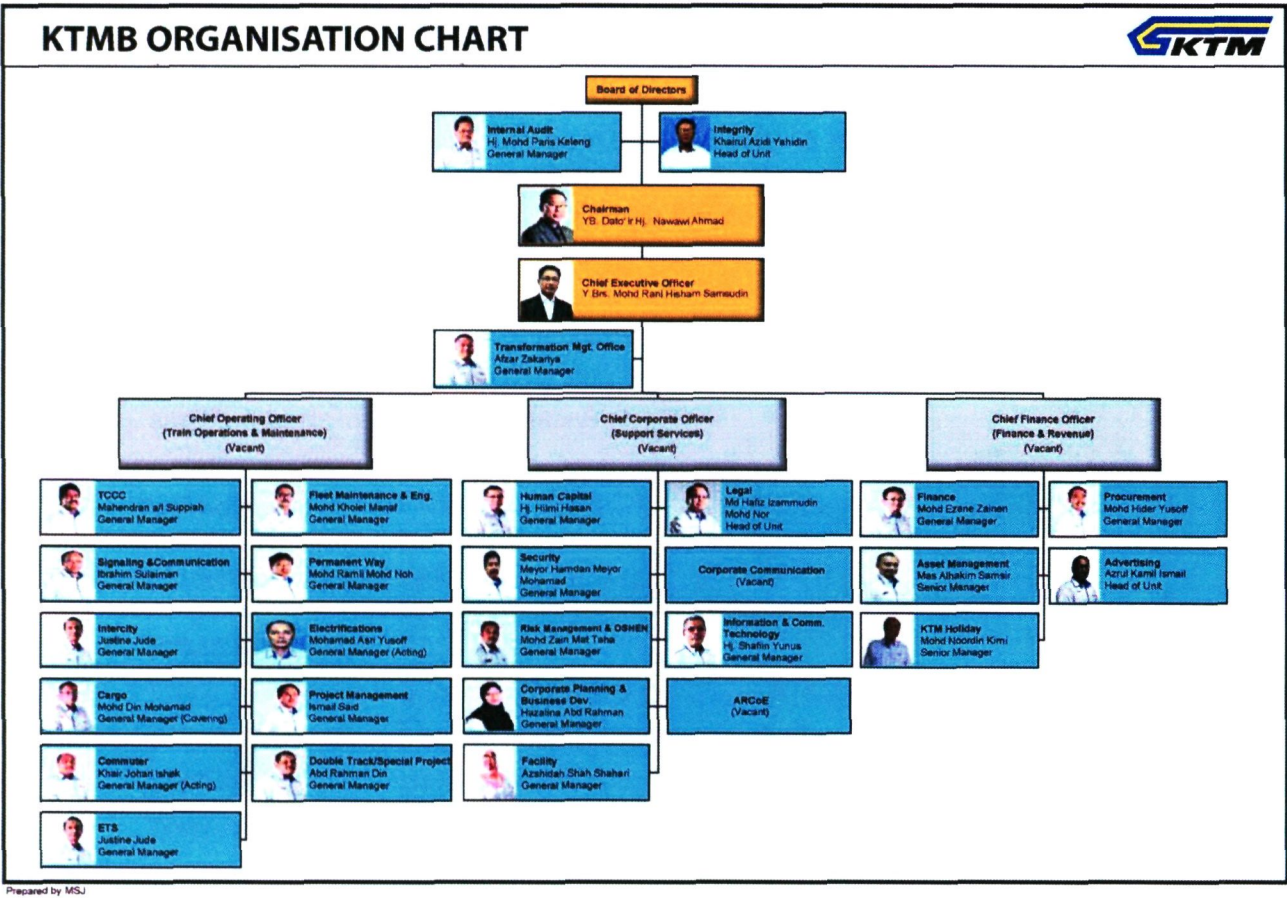 KTMB ORGANISATION CHART
KTM
Board of Directors
Internal Audit
Hj. Mohd Paris Keleng
General Manager
Integrity
Khairul Azidi Yahidin
Head of Unit
Chairman
YB. Dato' ir Hj. Nawawi Ahmad
Chief Executive Officer
Y.Brs. Mohd Rani Hisham Samsudin
Transformation Mgt. Office
Afzar Zakariya
General Manager
Chief Operating Officer
(Train Operations & Maintenance)
(Vacant)
TCCC
Mahendran a/l Suppiah
General Manager
Fleet Maintenance & Eng.
Mohd Kholel Manaf
General Manager
Signaling &Communication
Ibrahim Sulaiman
General Manager
Permanent Way
Mohd Ramli Mohd Noh
General Manager
Intercity
Justine Jude
General Manager
Electrifications
Mohamed Asri Yusoff
General Manager (Acting)
Cargo
Mohd Din Mohamad
General Manager (Covering)
Project Management
Ismail Said
General Manager
Commuter
Khair Johari Ishak
General Manager (Acting)
Double Track/Special Project
Abd Rahman Din
General Manager
ETS
Justine Jude
General Manager
Chief Corporate Officer
(Support Services)
(Vacant)
Human Capital
Hj. Hilmi Hasan
General Manager
Legal
Md Hafiz Izammudin
Mohd Nor
Head of Unit
Security
Meyor Hamdan Meyor
Mohamad
General Manager
Corporate Communication
(Vacant)
Risk Management & OSHEN
Mohd Zain Mat Taha
General Manager
Information & Comm.
Technology
Hj. Shafiin Yunus
General Manager
Corporate Planning &
Business Dev.
Hazalina Abd Rahman
General Manager
ARCoE
(Vacant)
Facility
Azshidah Shah Shahari
General Manager
Chief Finance Officer
(Finance & Revenue)
(Vacant)
Finance
Mohd Ezane Zainen
General Manager
Procurement
Mohd Hider Yusoff
General Manager
Asset Management
Mas Alhakim Samsir
Senior Manager
Advertising
Azrul Kamil Ismail
Head of Unit
KTM Holiday
Mohd Noordin Kimi
Senior Manager
Prepared by MSJ